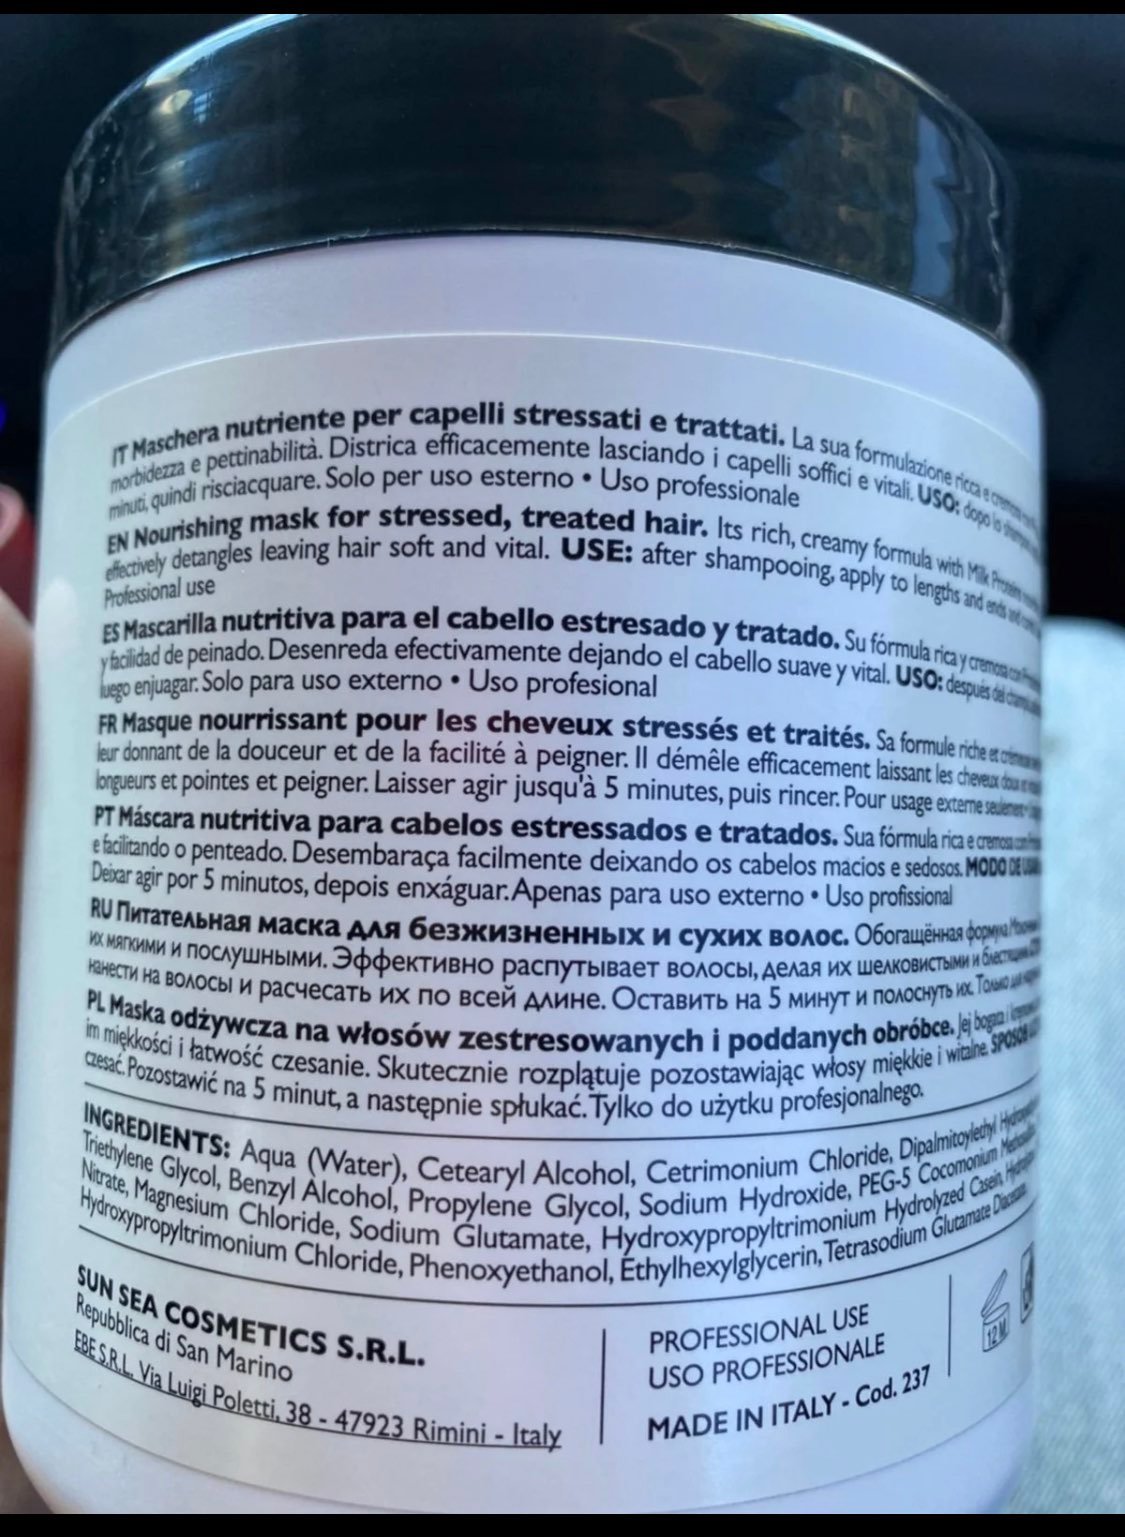 IT Maschera nutriente per capelli stressati e trattati. La sua formulazione ricca e
morbidezza e pettinabilità. Districa efficacemente lasciando i capelli soffici e vitali. USO: dopo lo
minuti, quindi risciacquare. Solo per uso esterno • Uso professionale
EN Nourishing mask for stressed, treated hair. Its rich, creamy formula with Milk
effectively detangles leaving hair soft and vital. USE: after shampooing, apply to lengths and ends and
Professional use
ES Mascarilla nutritiva para el cabello estresado y tratado. Su fórmula rica y cremosa con
y facilidad de peinado. Desenreda efectivamente dejando el cabello suave y vital. USO: después del
luego enjuagar. Solo para uso externo • Uso profesional
FR Masque nourrissant pour les cheveux stressés et traités. Sa formule riche et
leur donnant de la douceur et de la facilité à peigner. Il démêle efficacement laissant les cheveux doux et
longueurs et pointes et peigner. Laisser agir jusqu'à 5 minutes, puis rincer. Pour usage externe
PT Máscara nutritiva para cabelos estressados e tratados. Sua fórmula rica e cremosa
e facilitando o penteado. Desembaraça facilmente deixando os cabelos macios e sedosos. MODO DE
Deixar agir por 5 minutos, depois enxáguar. Apenas para uso externo • Uso profissional
RU Питательная маска для безжизненных и сухих волос. Обогащённая формула
их мягкими и послушными. Эффективно распутывает волосы, делая их шелковистыми и
нанести на волосы и расчесать их по всей длине. Оставить на 5 минут и полоснуть их. Только для
PL Maska odżywcza na włosów zestresowanych i poddanych obróbce. Jej bogata i
im miękkości i łatwość czesanie. Skutecznie rozplątuje pozostawiając włosy miękkie i witalne. SPOSÓB
czesać. Pozostawić na 5 minut, a następnie spłukać. Tylko do użytku profesjonalnego.
INGREDIENTS: Aqua (Water), Cetearyl Alcohol, Cetrimonium Chloride, Dipalmitoylethyl
Triethylene Glycol, Benzyl Alcohol, Propylene Glycol, Sodium Hydroxide, PEG-5 Cocomonium
Nitrate, Magnesium Chloride, Sodium Glutamate, Hydroxypropyltrimonium Hydrolyzed Casein,
Hydroxypropyltrimonium Chloride, Phenoxyethanol, Ethylhexylglycerin, Tetrasodium Glutamate Diacetate.
SUN SEA COSMETICS S.R.L.
Repubblica di San Marino
EBE S.R.L. Via Luigi Poletti, 38 - 47923 Rimini - Italy
PROFESSIONAL USE
USO PROFESSIONALE
MADE IN ITALY - Cod. 237
12 M